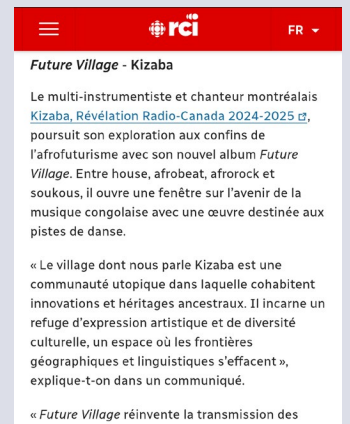 rci
FR
Future Village - Kizaba
Le multi-instrumentiste et chanteur montréalais
Kizaba, Révélation Radio-Canada 2024-2025,
poursuit son exploration aux confins de
l’afrofuturisme avec son nouvel album Future
Village. Entre house, afrobeat, afrorock et
soukous, il ouvre une fenêtre sur l’avenir de la
musique congolaise avec une œuvre destinée aux
pistes de danse.
« Le village dont nous parle Kizaba est une
communauté utopique dans laquelle cohabitent
innovations et héritages ancestraux. Il incarne un
refuge d’expression artistique et de diversité
culturelle, un espace où les frontières
géographiques et linguistiques s’effacent »,
explique-t-on dans un communiqué.
« Future Village réinvente la transmission des